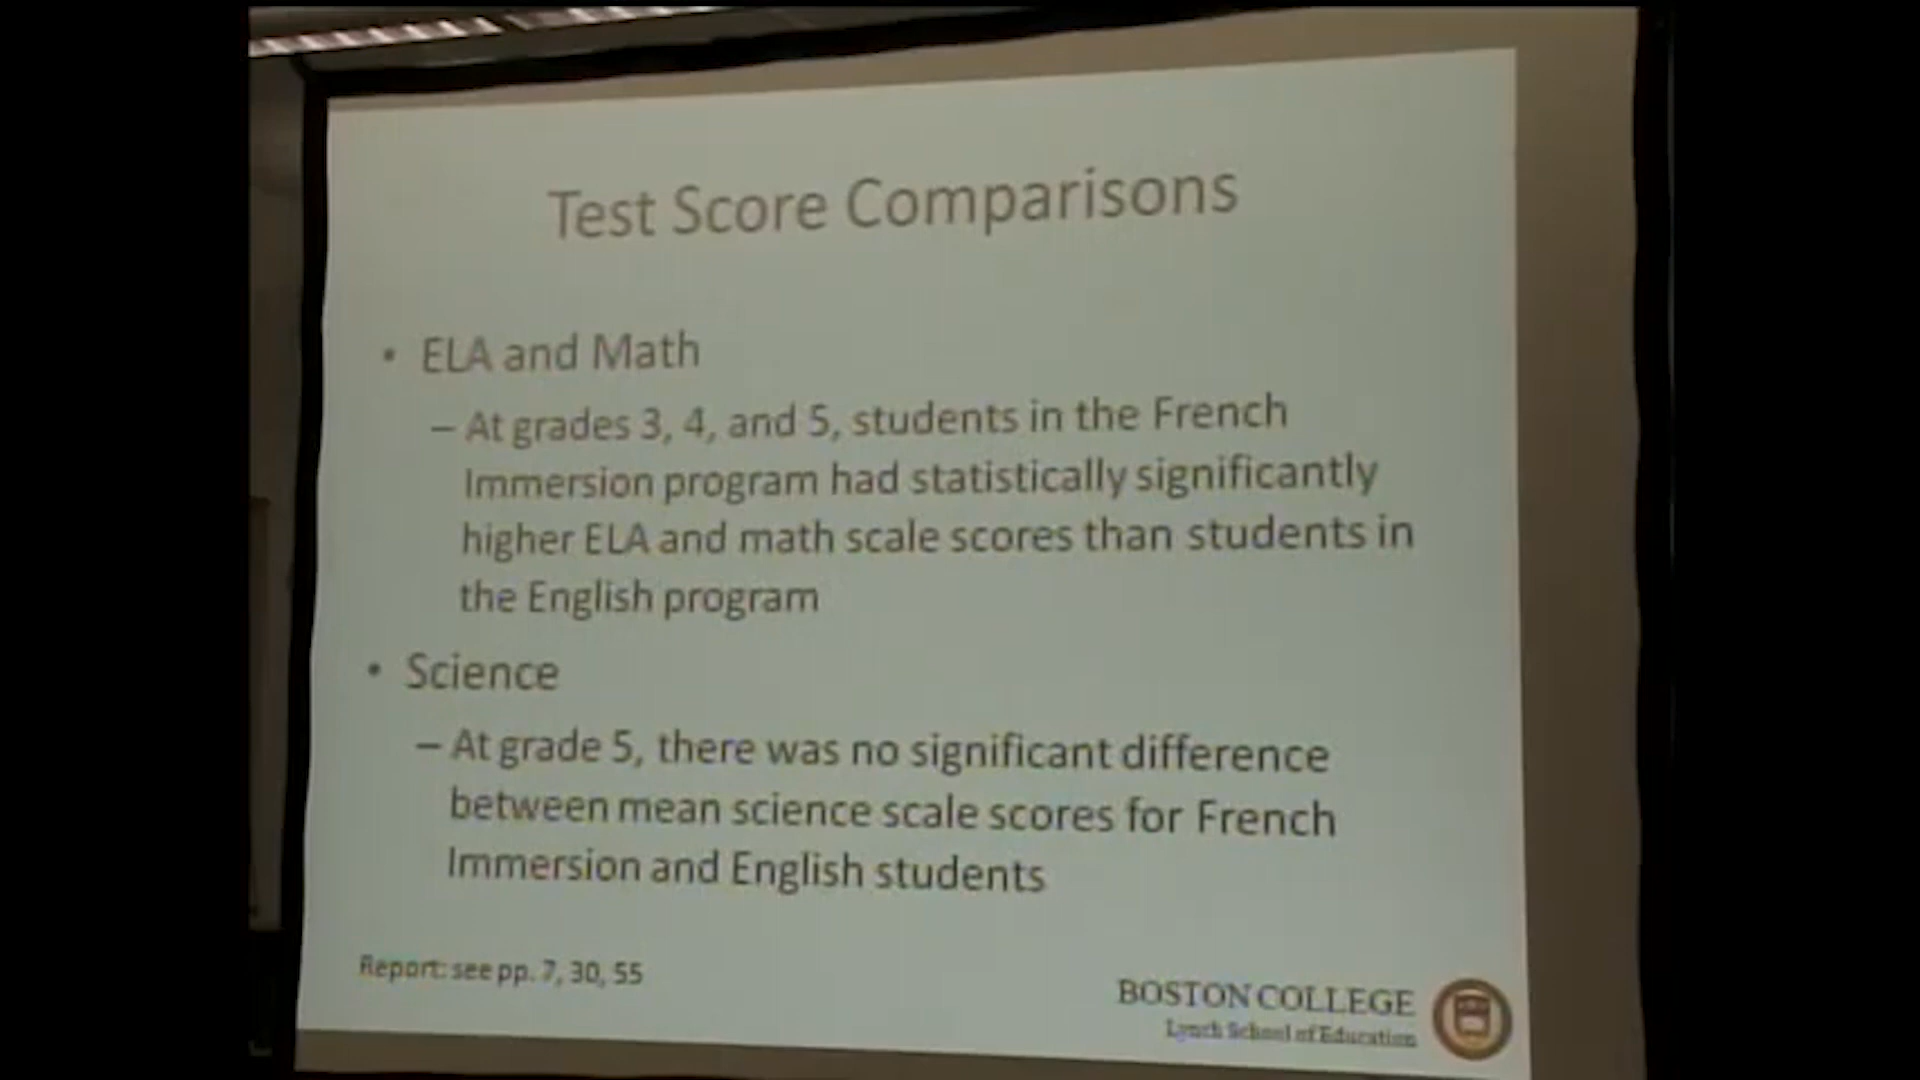 Test Score Comparisons
• ELA and Math
– At grades 3, 4, and 5, students in the French
Immersion program had statistically significantly
higher ELA and math scale scores than students in
the English program
• Science
– At grade 5, there was no significant difference
between mean science scale scores for French
Immersion and English students
Report: see pp. 7, 30, 55
BOSTON COLLEGE
Lynch School of Education